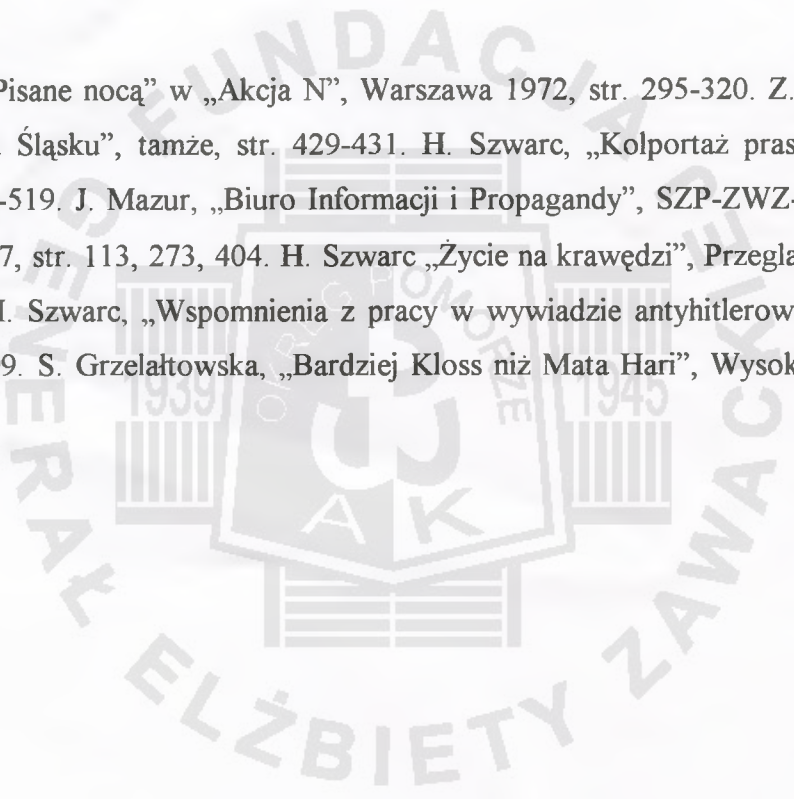 Pisane nocą” w „Akcja N”, Warszawa 1972, str. 295-320. Z.
Śląsku”, tamże, str. 429-431. H. Szwarc, „Kolportaż pras
-519. J. Mazur, „Biuro Informacji i Propagandy”, SZP-ZWZ-
7, str. 113, 273, 404. H. Szwarc „Życie na krawędzi”, Przegla
I. Szwarc, „Wspomnienia z pracy w wywiadzie antyhitlerow
9. S. Grzelałtowska, „Bardziej Kloss niż Mata Hari”, Wysok
FUNDACJA
GENERAŁ ELŻBIETY ZAWACKIEJ
1939
1945
OKRĘG POMORZE
AK